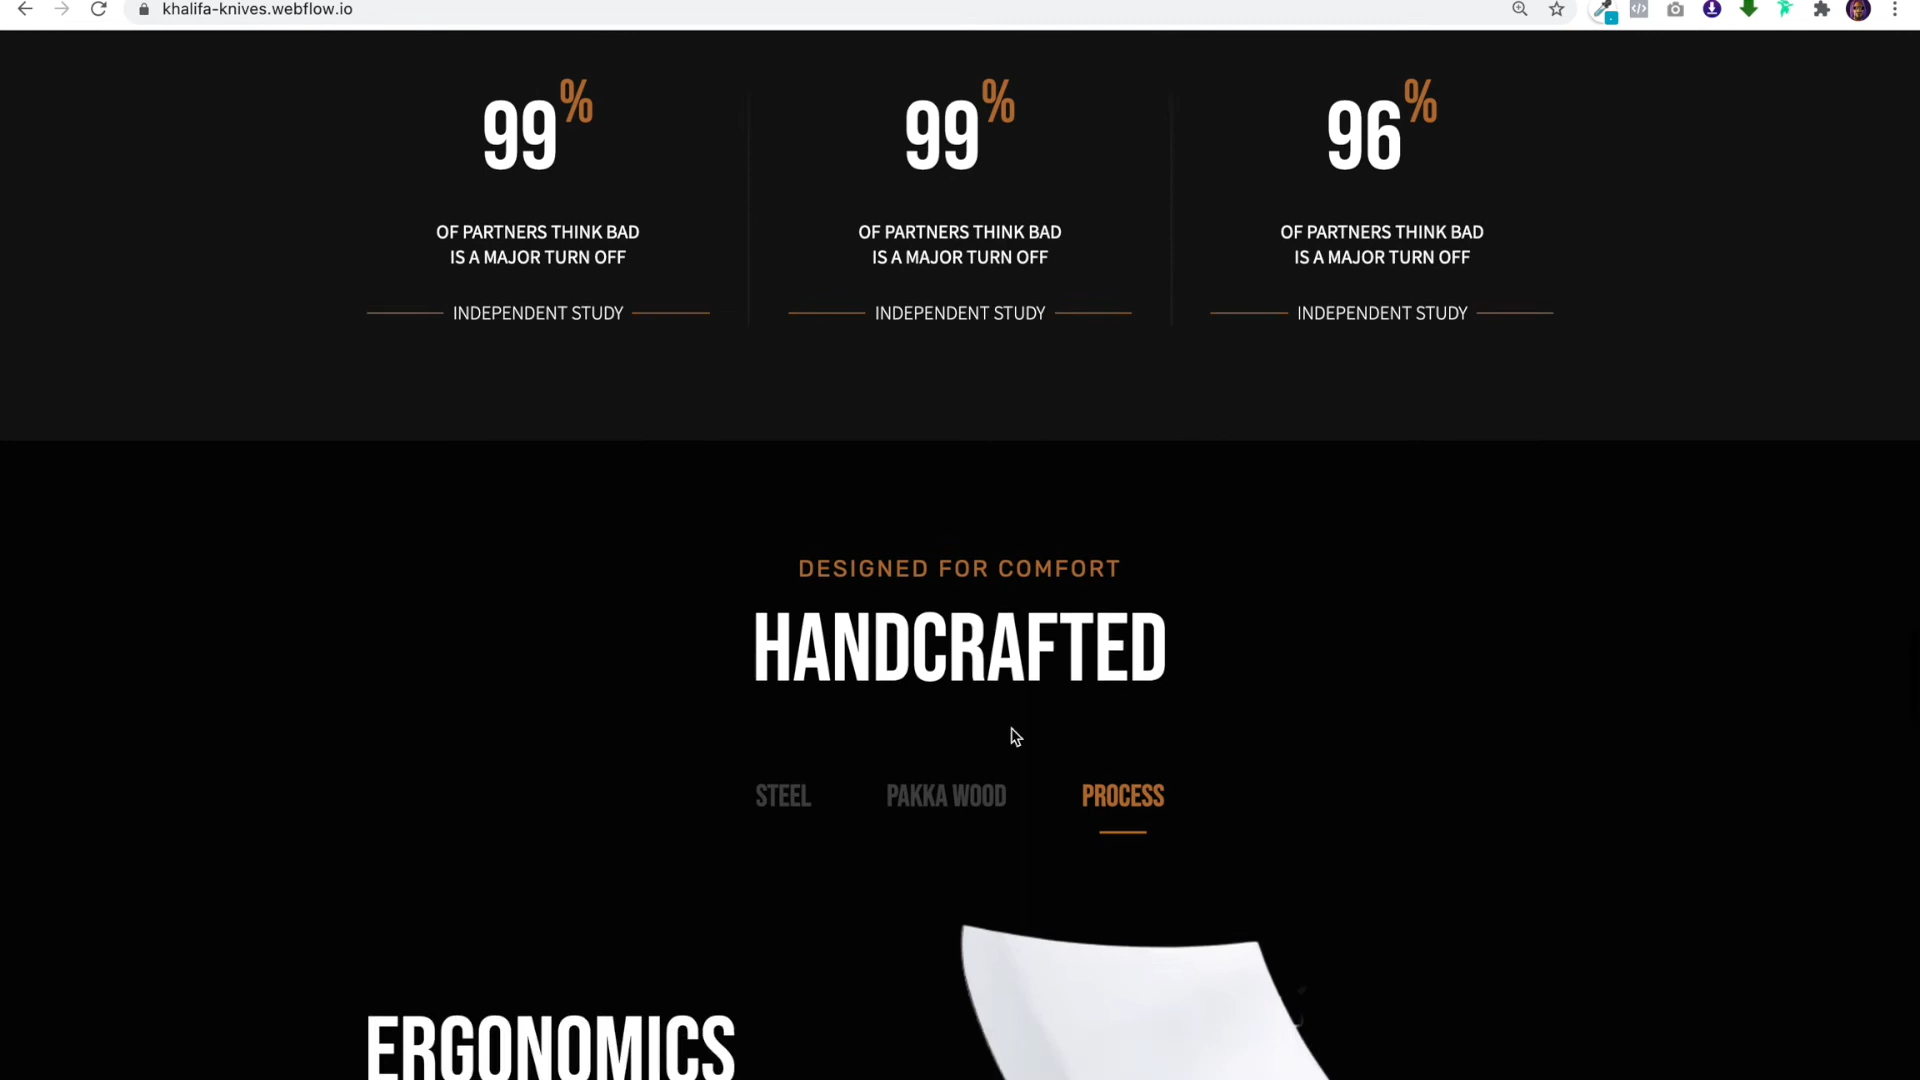 khalifa-knives.webflow.io
99%
OF PARTNERS THINK BAD
IS A MAJOR TURN OFF
INDEPENDENT STUDY
99%
OF PARTNERS THINK BAD
IS A MAJOR TURN OFF
INDEPENDENT STUDY
96%
OF PARTNERS THINK BAD
IS A MAJOR TURN OFF
INDEPENDENT STUDY
DESIGNED FOR COMFORT
HANDCRAFTED
STEEL
PAKKA WOOD
PROCESS
ERGONOMICS